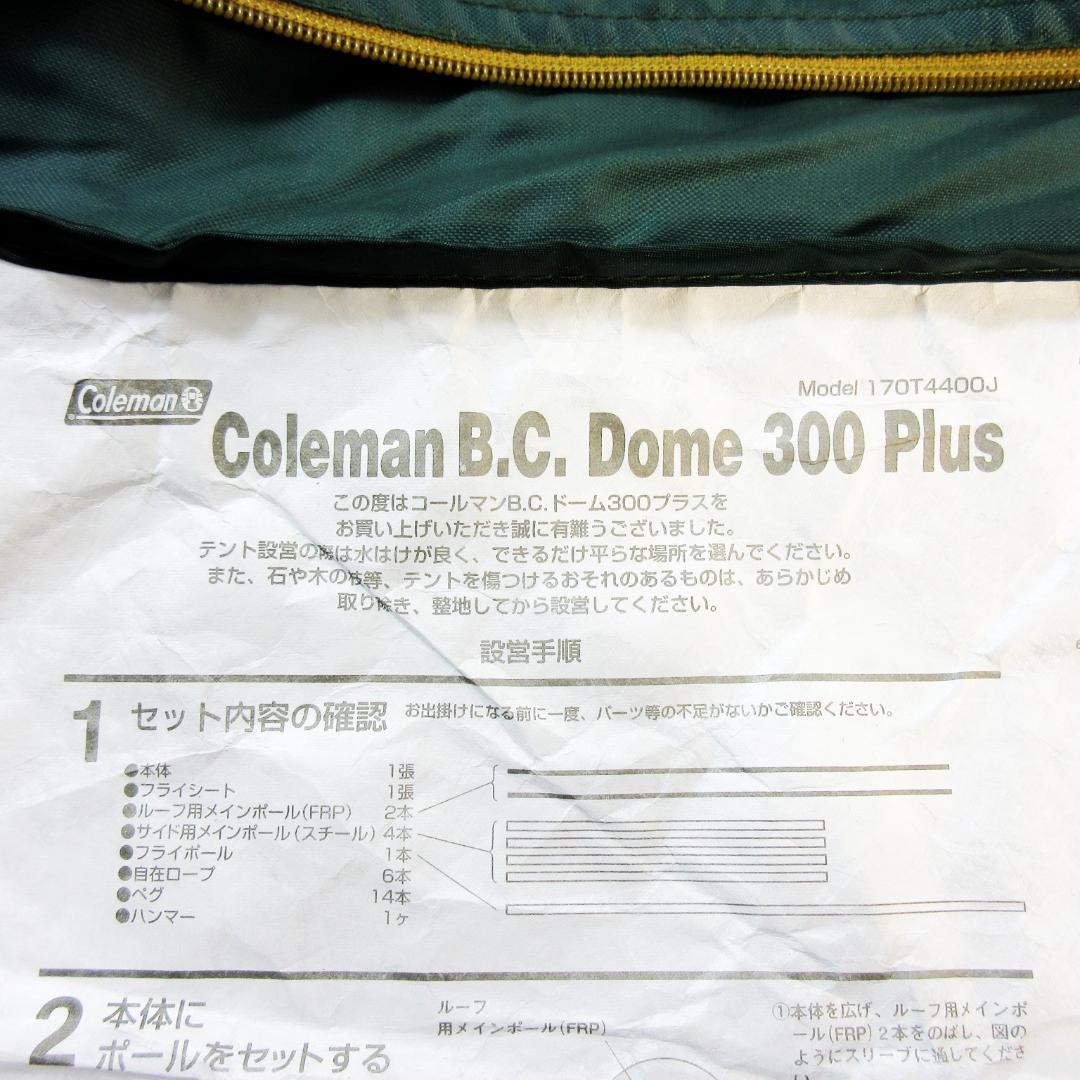 Coleman
Model 170T4400J
Coleman B.C. Dome 300 Plus
この度はコールマンB.C.ドーム300プラスを
お買い上げいただき誠に有難うございました。
テント設営の際は水はけが良く、できるだけ平らな場所を選んでください。
また、石や木の枝等、テントを傷つけるおそれのあるものは、あらかじめ
取り除き、整地してから設営してください。
設営手順
1 セット内容の確認 お出掛けになる前に一度、パーツ等の不足がないかご確認ください。
●本体 1張
●フライシート 1張
●ルーフ用メインポール(FRP) 2本
●サイド用メインポール(スチール) 4本
●フライポール 1本
●自在ロープ 6本
●ペグ 14本
●ハンマー 1ヶ
2 本体に
ポールをセットする
ルーフ
用メインポール(FRP)
①本体を広げ、ルーフ用メインポ
ール(FRP)2本をのばし、図の
ようにスリーブに通してくださ
い